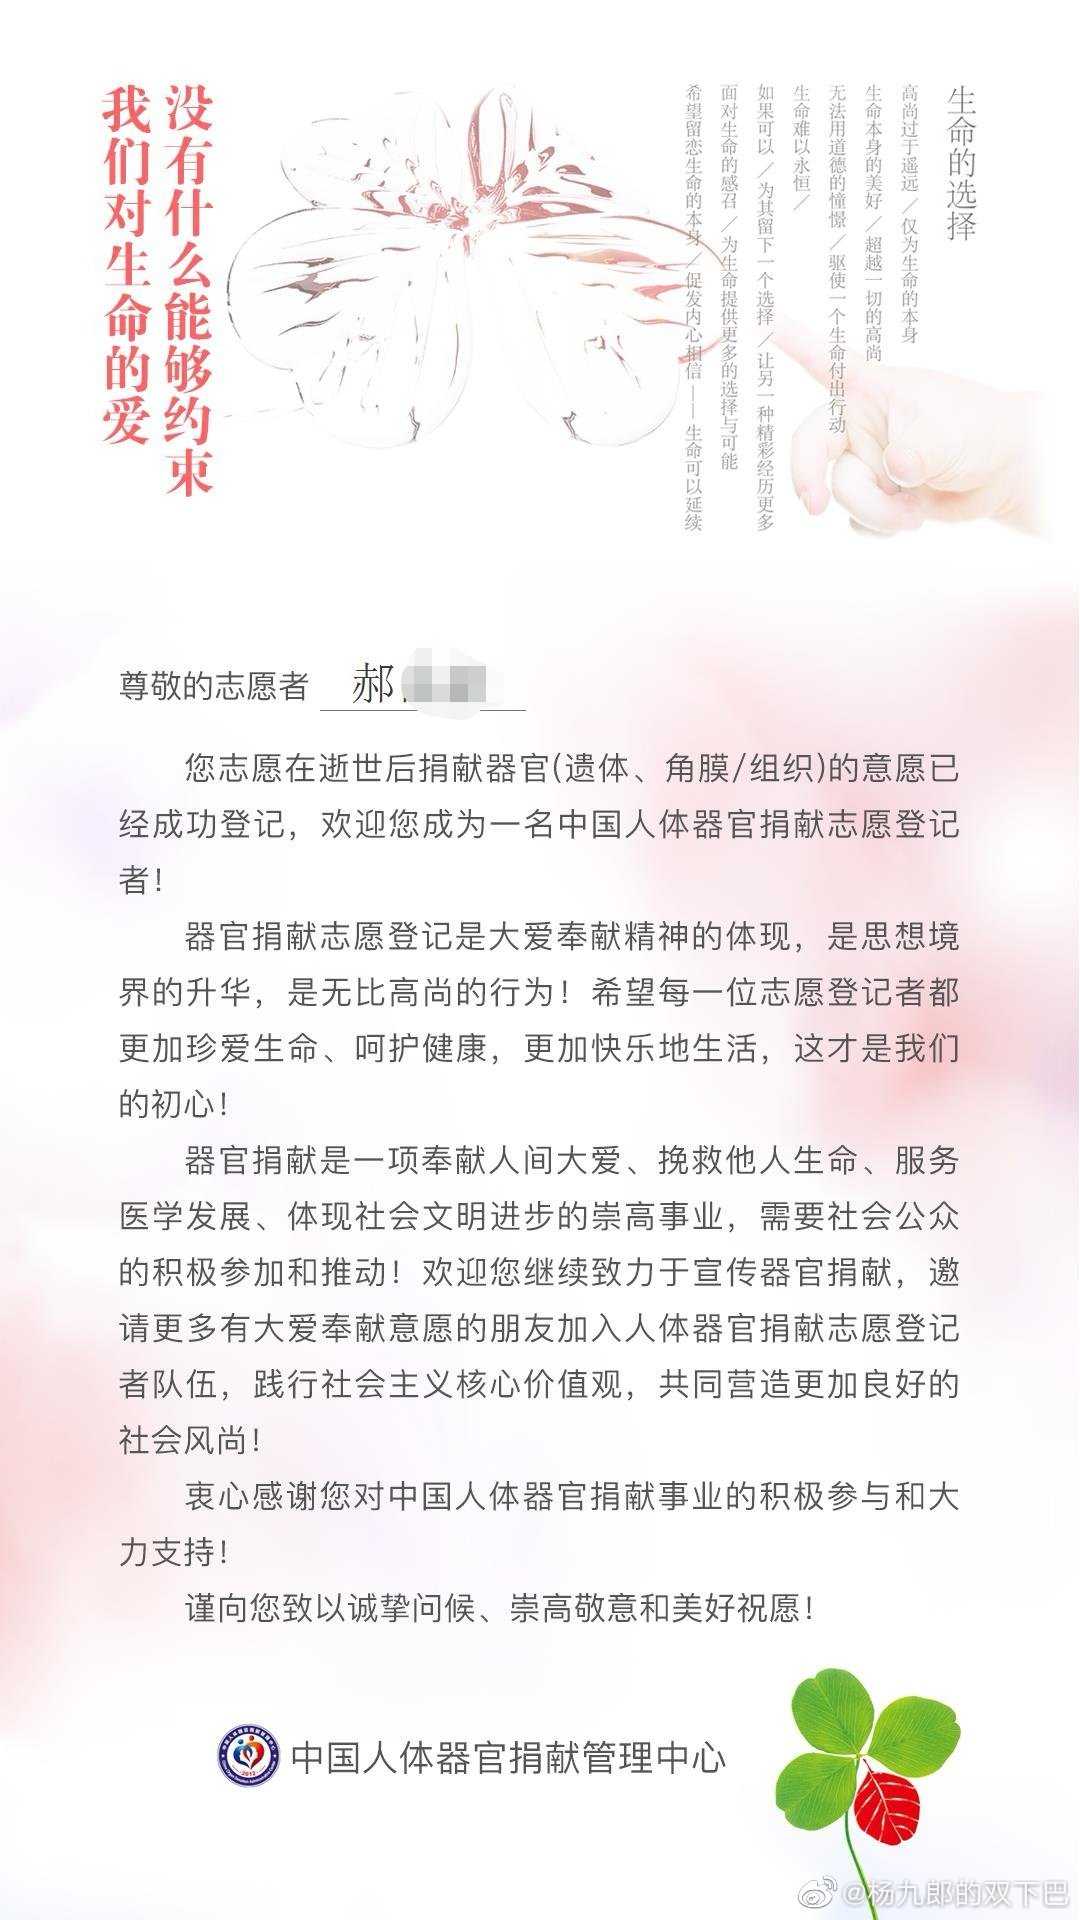 没有什么能够约束
我们对生命的爱
生命的选择
高尚过于遥远／仅为生命的本身
生命本身的美好／超越一切的高尚
无法用道德的憧憬／驱使一个生命付出行动
生命难以永恒／
如果可以／为其留下一个选择／让另一种精彩经历更多
面对生命的感召／为生命提供更多的选择与可能
希望留恋生命的本身／促发内心相信——生命可以延续
尊敬的志愿者 郝
您志愿在逝世后捐献器官(遗体、角膜/组织)的意愿已
经成功登记，欢迎您成为一名中国人体器官捐献志愿登记
者！
器官捐献志愿登记是大爱奉献精神的体现，是思想境
界的升华，是无比高尚的行为！希望每一位志愿登记者都
更加珍爱生命、呵护健康，更加快乐地生活，这才是我们
的初心！
器官捐献是一项奉献人间大爱、挽救他人生命、服务
医学发展、体现社会文明进步的崇高事业，需要社会公众
的积极参加和推动！欢迎您继续致力于宣传器官捐献，邀
请更多有大爱奉献意愿的朋友加入人体器官捐献志愿登记
者队伍，践行社会主义核心价值观，共同营造更加良好的
社会风尚！
衷心感谢您对中国人体器官捐献事业的积极参与和大
力支持！
谨向您致以诚挚问候、崇高敬意和美好祝愿！
中国人体器官捐献管理中心
@杨九郎的双下巴